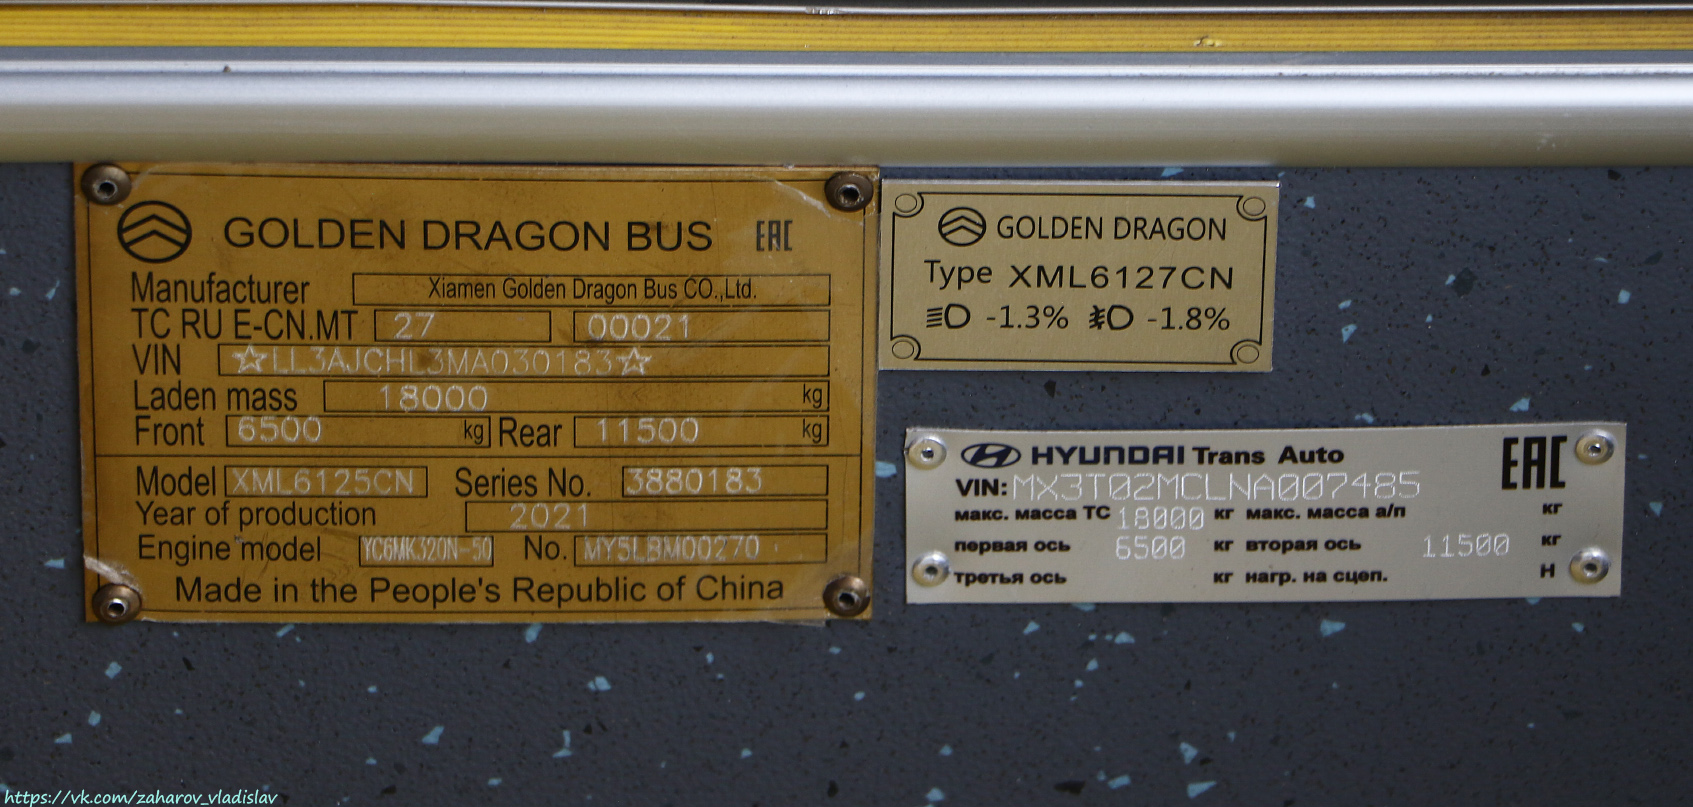 GOLDEN DRAGON BUS EAC
Manufacturer Xiamen Golden Dragon Bus CO.,Ltd.
TC RU E-CN.MT 27 00021
VIN ☆LL3AJCHL3MA030183☆
Laden mass 18000 kg
Front 6500 kg Rear 11500 kg
Model XML6125CN Series No. 3880183
Year of production 2021
Engine model YC6MK320N-50 No. MY5LBM00270
Made in the People's Republic of China
GOLDEN DRAGON
Type XML6127CN
-1.3% -1.8%
HYUNDAI Trans Auto EAC
VIN: MX3T02MCLNA007485
макс. масса ТС 18000 кг макс. масса а/п кг
первая ось 6500 кг вторая ось 11500 кг
третья ось кг нагр. на сцеп. Н
https://vk.com/zaharov_vladislav